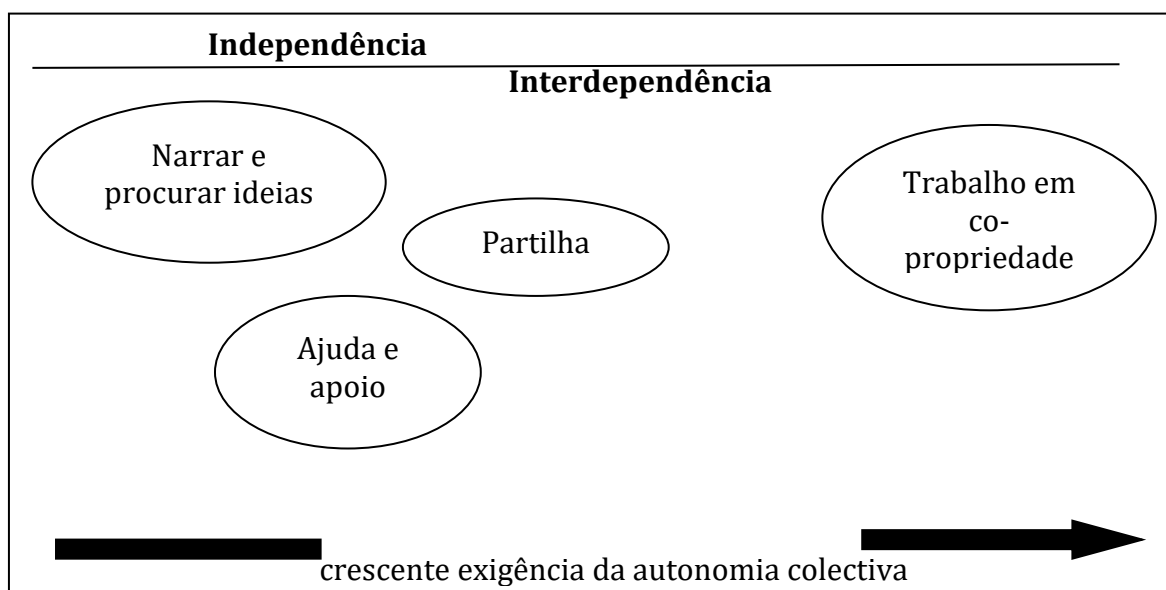 Independência
Interdependência
Narrar e
procurar ideias
Partilha
Ajuda e
apoio
Trabalho em
co-
propriedade
crescente exigência da autonomia colectiva